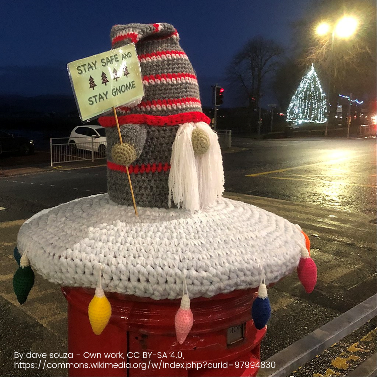 STAY SAFE AND
STAY GNOME
By dave souza - Own work, CC BY-SA 4.0,
https://commons.wikimedia.org/w/index.php?curid=97994830